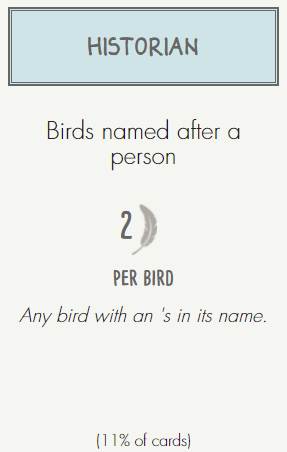 HISTORIAN
Birds named after a
person
2
PER BIRD
Any bird with an 's in its name.
(11% of cards)